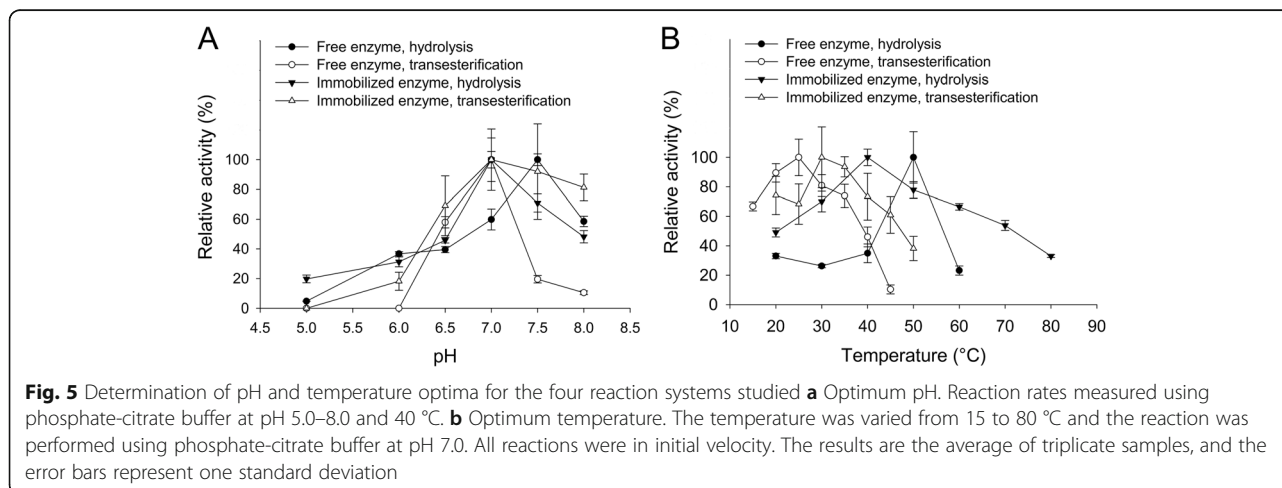 A
Free enzyme, hydrolysis
Free enzyme, transesterification
Immobilized enzyme, hydrolysis
Immobilized enzyme, transesterification
Relative activity (%)
100
80
60
40
20
0
4.5 5.0 5.5 6.0 6.5 7.0 7.5 8.0 8.5
pH
B
Free enzyme, hydrolysis
Free enzyme, transesterification
Immobilized enzyme, hydrolysis
Immobilized enzyme, transesterification
Relative activity (%)
100
80
60
40
20
0
10 20 30 40 50 60 70 80 90
Temperature (°C)
Fig. 5 Determination of pH and temperature optima for the four reaction systems studied a Optimum pH. Reaction rates measured using
phosphate-citrate buffer at pH 5.0–8.0 and 40 °C. b Optimum temperature. The temperature was varied from 15 to 80 °C and the reaction was
performed using phosphate-citrate buffer at pH 7.0. All reactions were in initial velocity. The results are the average of triplicate samples, and the
error bars represent one standard deviation